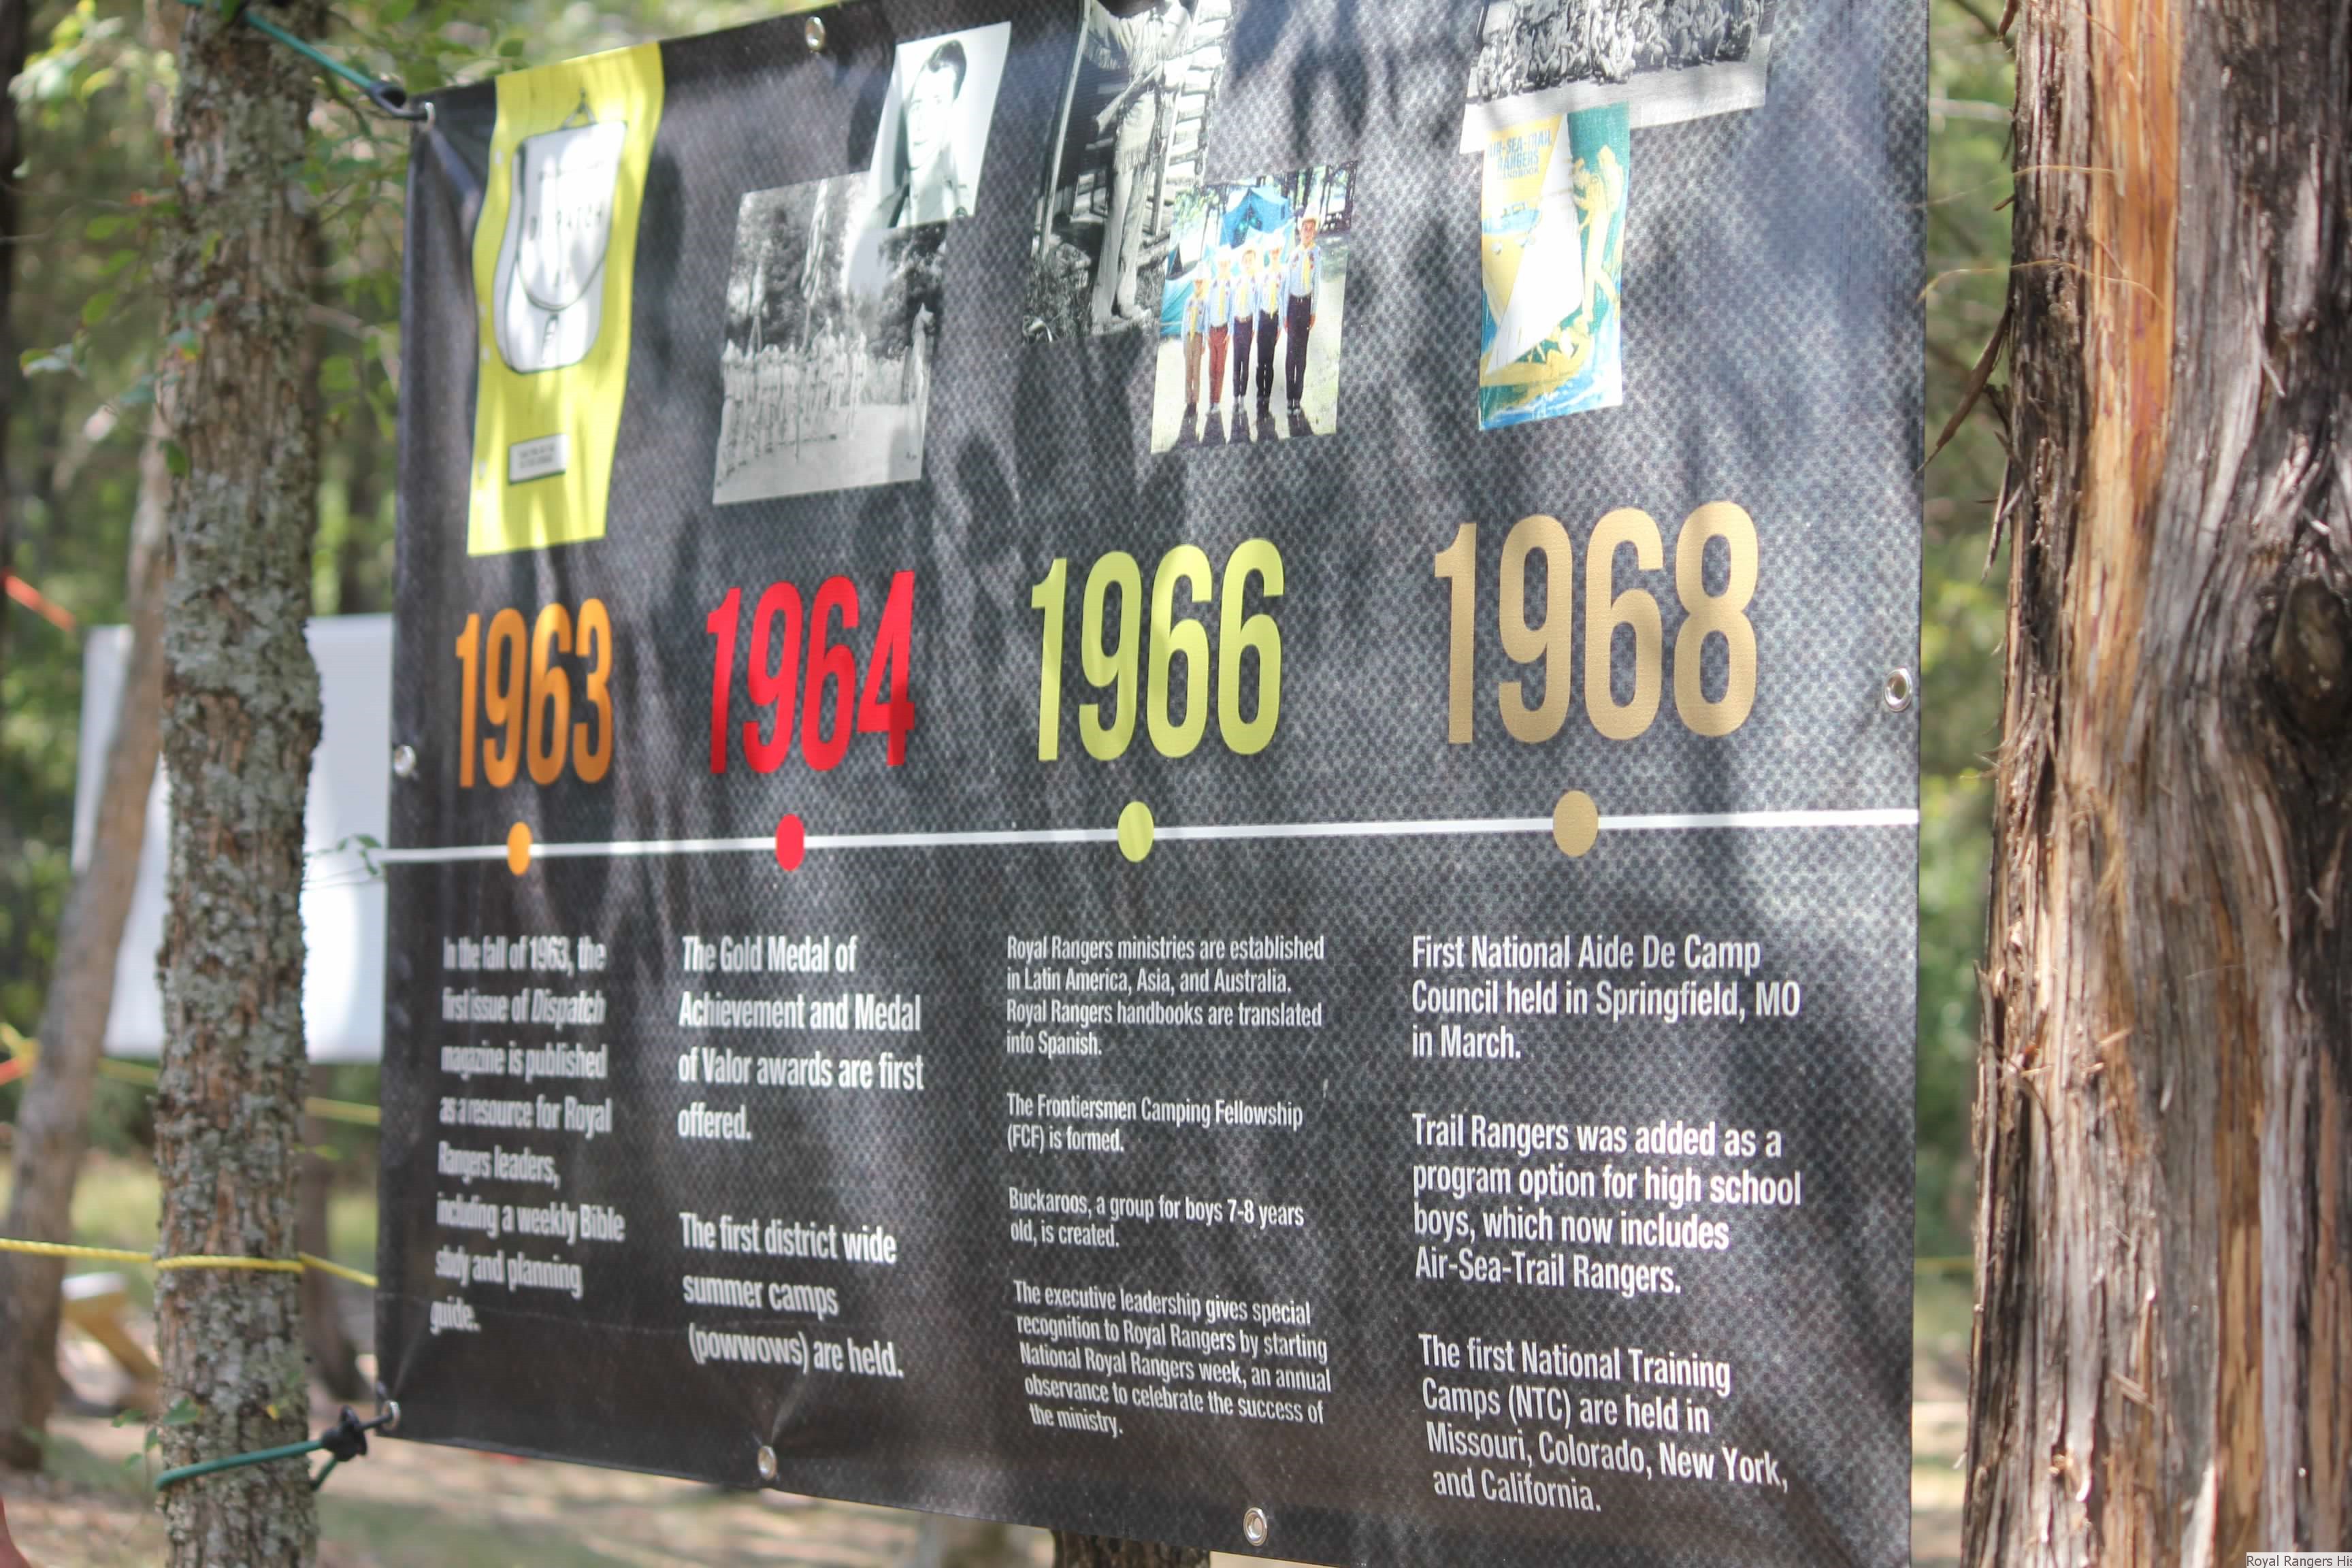 DISPATCH
AIR-SEA-TRAIL
RANGERS
HANDBOOK
1963
1964
1966
1968
In the fall of 1963, the
first issue of Dispatch
magazine is published
as a resource for Royal
Rangers leaders,
including a weekly Bible
study and planning
guide.
The Gold Medal of
Achievement and Medal
of Valor awards are first
offered.
The first district wide
summer camps
(powwows) are held.
Royal Rangers ministries are established
in Latin America, Asia, and Australia.
Royal Rangers handbooks are translated
into Spanish.
The Frontiersmen Camping Fellowship
(FCF) is formed.
Buckaroos, a group for boys 7-8 years
old, is created.
The executive leadership gives special
recognition to Royal Rangers by starting
National Royal Rangers week, an annual
observance to celebrate the success of
the ministry.
First National Aide De Camp
Council held in Springfield, MO
in March.
Trail Rangers was added as a
program option for high school
boys, which now includes
Air-Sea-Trail Rangers.
The first National Training
Camps (NTC) are held in
Missouri, Colorado, New York,
and California.
Royal Rangers H